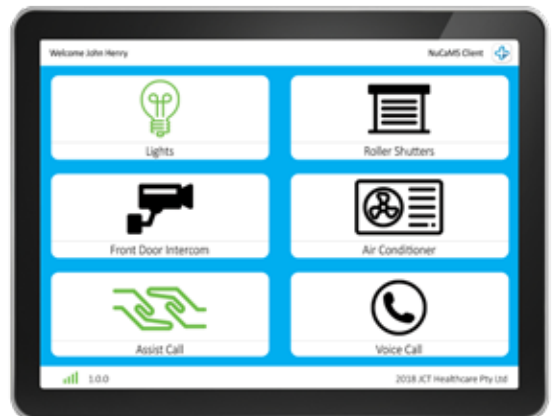 Welcome John Henry
NuCaMS Client
Lights
Roller Shutters
Front Door Intercom
Air Conditioner
Assist Call
Voice Call
1.0.0
2018 JCT Healthcare Pty Ltd